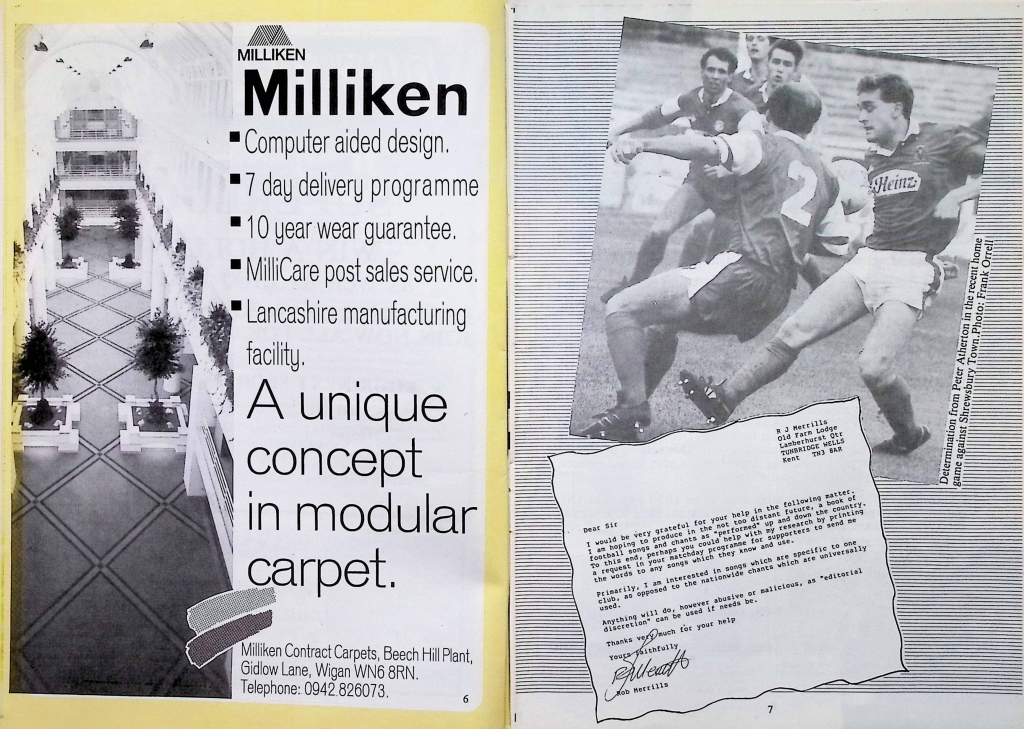 MILLIKEN
Milliken
Computer aided design.
7 day delivery programme
10 year wear guarantee.
MilliCare post sales service.
Lancashire manufacturing
facility.
A unique
concept
in modular
carpet.
Milliken Contract Carpets, Beech Hill Plant,
Gidlow Lane, Wigan WN6 8RN.
Telephone: 0942.826073.
6
2
Heinz
Determination from Peter Atherton in the recent home
game against Shrewsbury Town. Photo: Frank Orrell
R J Merrills
Old Farm Lodge
Lamberhurst Qtr
TUNBRIDGE WELLS
Kent TN3 8AR
Dear Sir
I would be very grateful for your help in the following matter.
I am hoping to produce in the not too distant future, a book of
football songs and chants as "performed" up and down the country.
To this end, perhaps you could help with my research by printing
a request in your matchday programme for supporters to send me
the words to any songs which they know and use.
Primarily, I am interested in songs which are specific to one
club, as opposed to the nationwide chants which are universally
used.
Anything will do, however abusive or malicious, as "editorial
discretion" can be used if needs be.
Thanks very much for your help
Yours faithfully
Rob Merrills
7